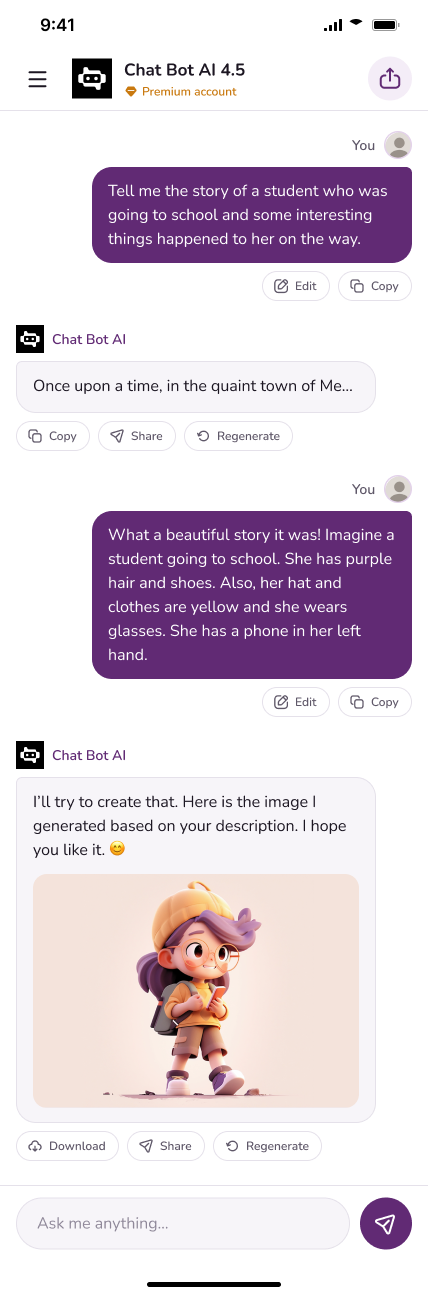 9:41
Chat Bot AI 4.5
Premium account
You
Tell me the story of a student who was
going to school and some interesting
things happened to her on the way.
Edit
Copy
Chat Bot AI
Once upon a time, in the quaint town of Me...
Copy
Share
Regenerate
You
What a beautiful story it was! Imagine a
student going to school. She has purple
hair and shoes. Also, her hat and
clothes are yellow and she wears
glasses. She has a phone in her left
hand.
Edit
Copy
Chat Bot AI
I’ll try to create that. Here is the image I
generated based on your description. I hope
you like it. 😊
Download
Share
Regenerate
Ask me anything...